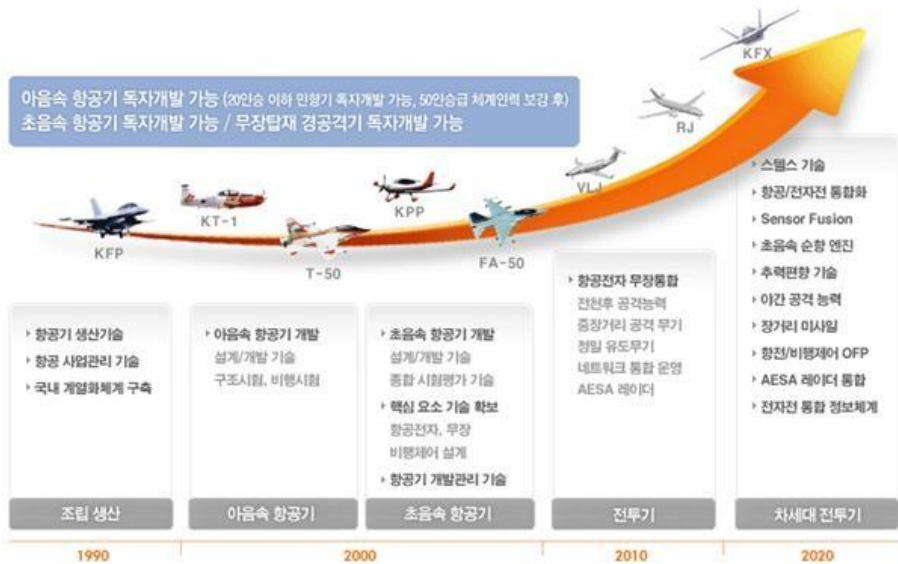 아음속 항공기 독자개발 가능 (20인승 이하 민항기 독자개발 가능, 50인승급 체계인력 보강 후)
초음속 항공기 독자개발 가능 / 무장탑재 경공격기 독자개발 가능
KFP
KT-1
T-50
KPP
FA-50
VLJ
RJ
KFX
항공기 생산기술
항공 사업관리 기술
국내 계열화체계 구축
조립 생산
아음속 항공기 개발
설계/개발 기술
구조시험, 비행시험
아음속 항공기
초음속 항공기 개발
설계/개발 기술
종합 시험평가 기술
핵심 요소 기술 확보
항공전자, 무장
비행제어 설계
항공기 개발관리 기술
초음속 항공기
항공전자 무장통합
전천후 공격능력
중장거리 공격 무기
정밀 유도무기
네트워크 통합 운영
AESA 레이더
전투기
스텔스 기술
항공/전자전 통합화
Sensor Fusion
초음속 순항 엔진
추력편향 기술
야간 공격 능력
장거리 미사일
항전/비행제어 OFP
AESA 레이더 통합
전자전 통합 정보체계
차세대 전투기
1990
2000
2010
2020